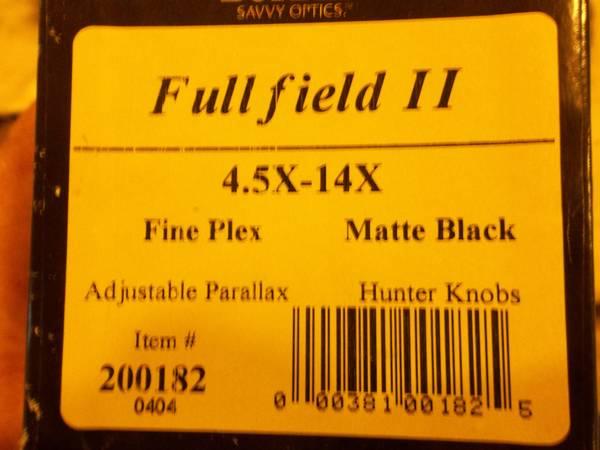 SAVVY OPTICS.™
Fullfield II
4.5X-14X
Fine Plex Matte Black
Adjustable Parallax Hunter Knobs
Item #
200182
0404
0 00381 00182 5